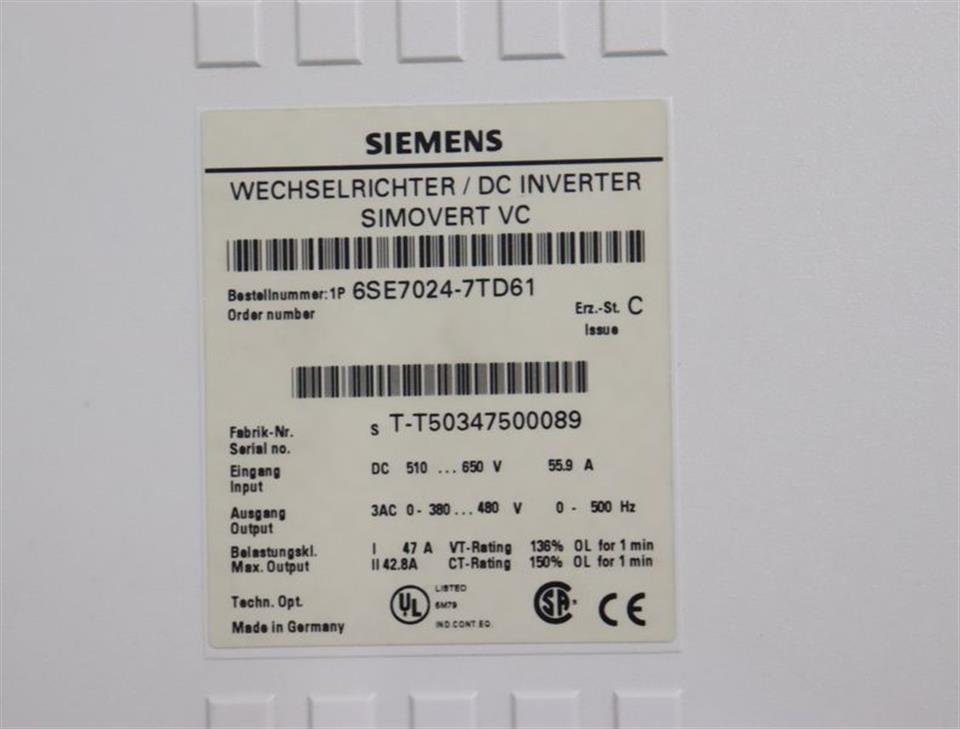 SIEMENS
WECHSELRICHTER / DC INVERTER
SIMOVERT VC
Bestellnummer: 1P 6SE7024-7TD61
Order number
Erz.-St. C
Issue
Fabrik-Nr. S T-T50347500089
Serial no.
Eingang DC 510 ... 650 V 55.9 A
Input
Ausgang 3AC 0- 380 ... 480 V 0 - 500 Hz
Output
Belastungskl. I 47 A VT-Rating 136% OL for 1 min
Max. Output II 42.8A CT-Rating 150% OL for 1 min
Techn. Opt.
UL LISTED
5M79
IND.CONT.EQ.
SA
CE
Made in Germany